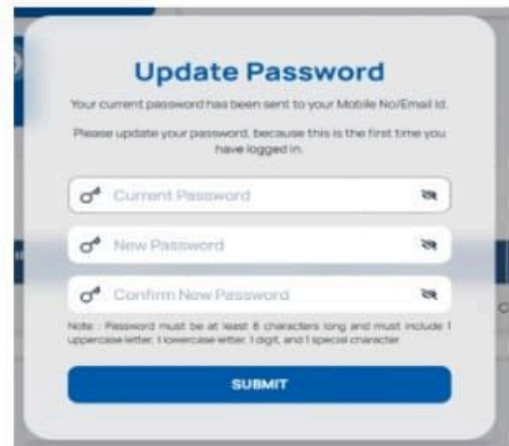 Update Password
Your current password has been sent to your Mobile No/Email Id.
Please update your password, because this is the first time you
have logged in.
Current Password
New Password
Confirm New Password
Note : Password must be at least 8 characters long and must include 1
uppercase letter, 1 lowercase letter, 1 digit, and 1 special character
SUBMIT